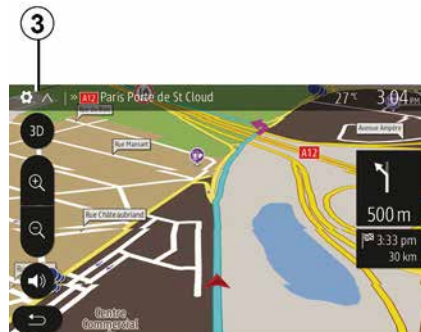 3
» A12 Paris Porte de St Cloud
27°
3:04 PM
3D
Rue Mansart
Avenue Ampère
A12
Rue Châteaubriand
500 m
3:33 pm
30 km
Centre
Commercial